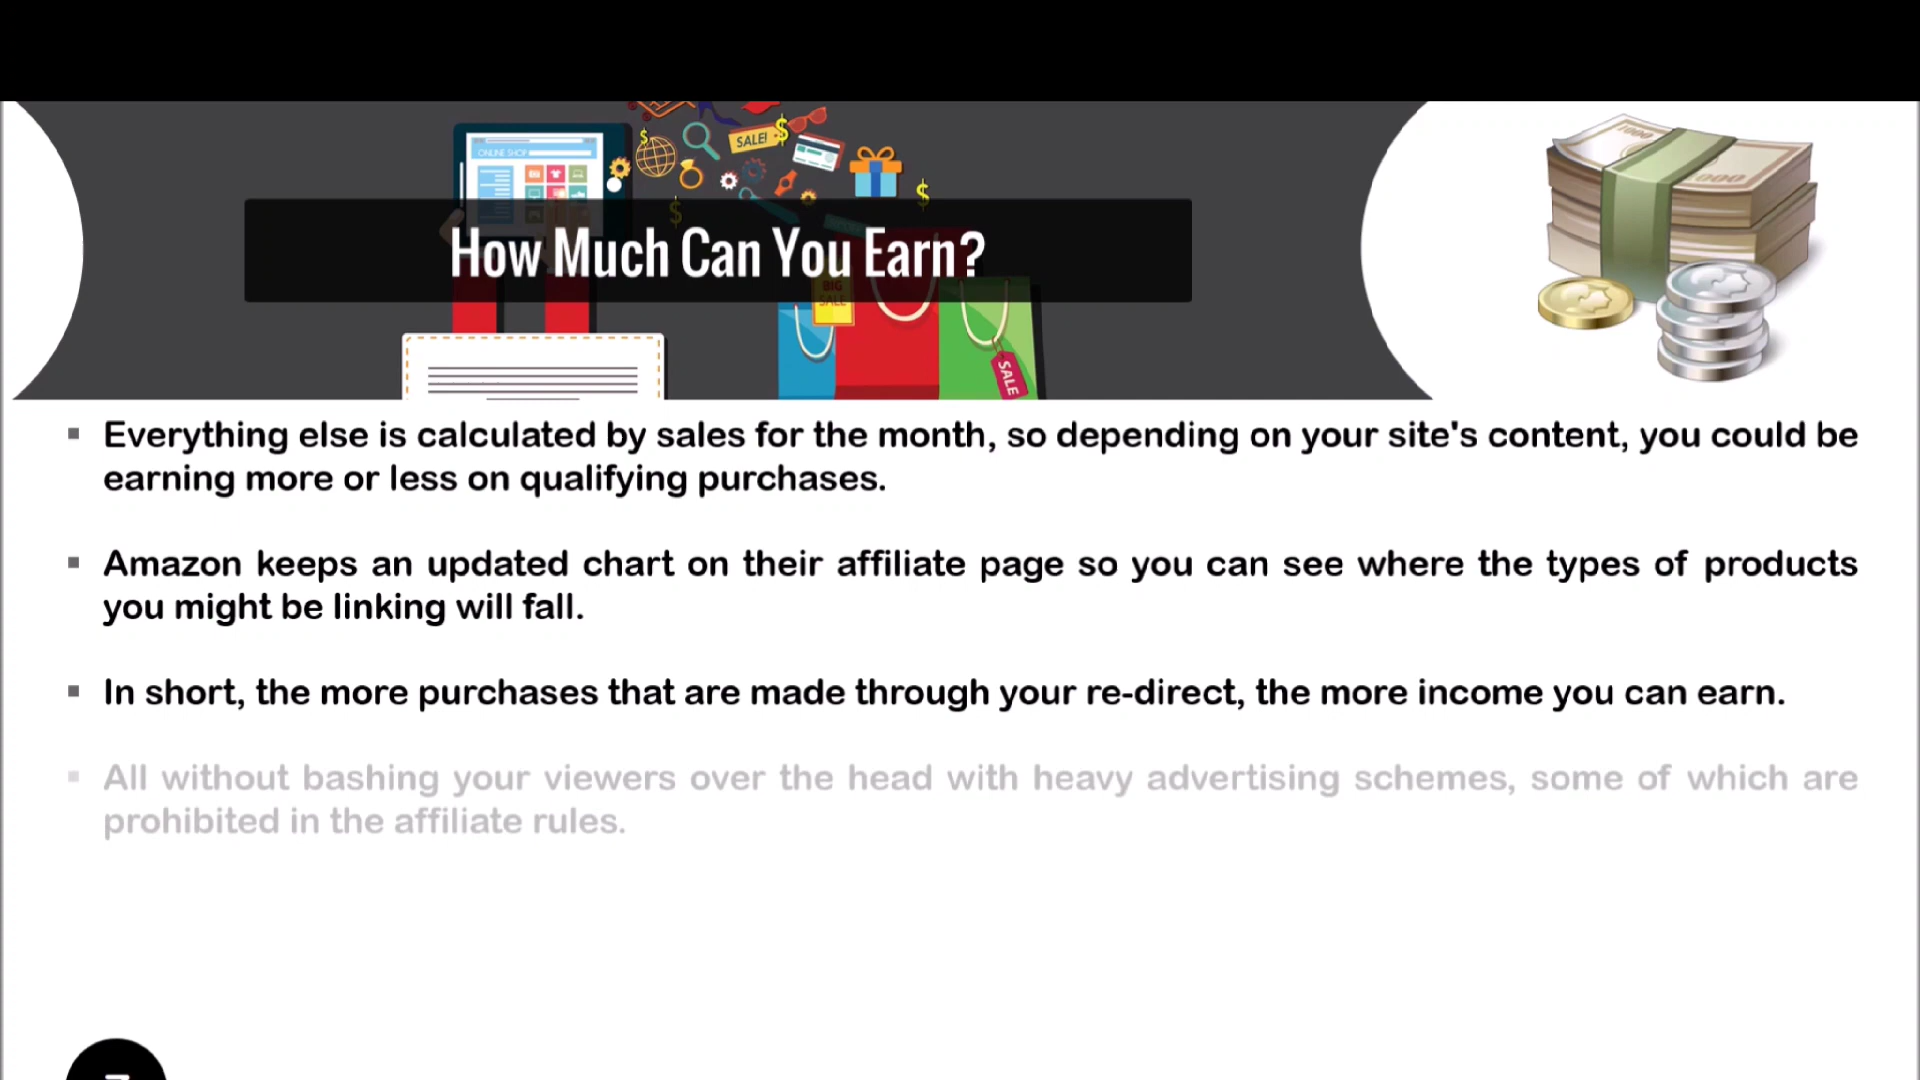 ONLINE SHOP
SALE!
How Much Can You Earn?
BIG
SALE
SALE
1000
▪ Everything else is calculated by sales for the month, so depending on your site's content, you could be
earning more or less on qualifying purchases.
▪ Amazon keeps an updated chart on their affiliate page so you can see where the types of products
you might be linking will fall.
▪ In short, the more purchases that are made through your re-direct, the more income you can earn.
▪ All without bashing your viewers over the head with heavy advertising schemes, some of which are
prohibited in the affiliate rules.